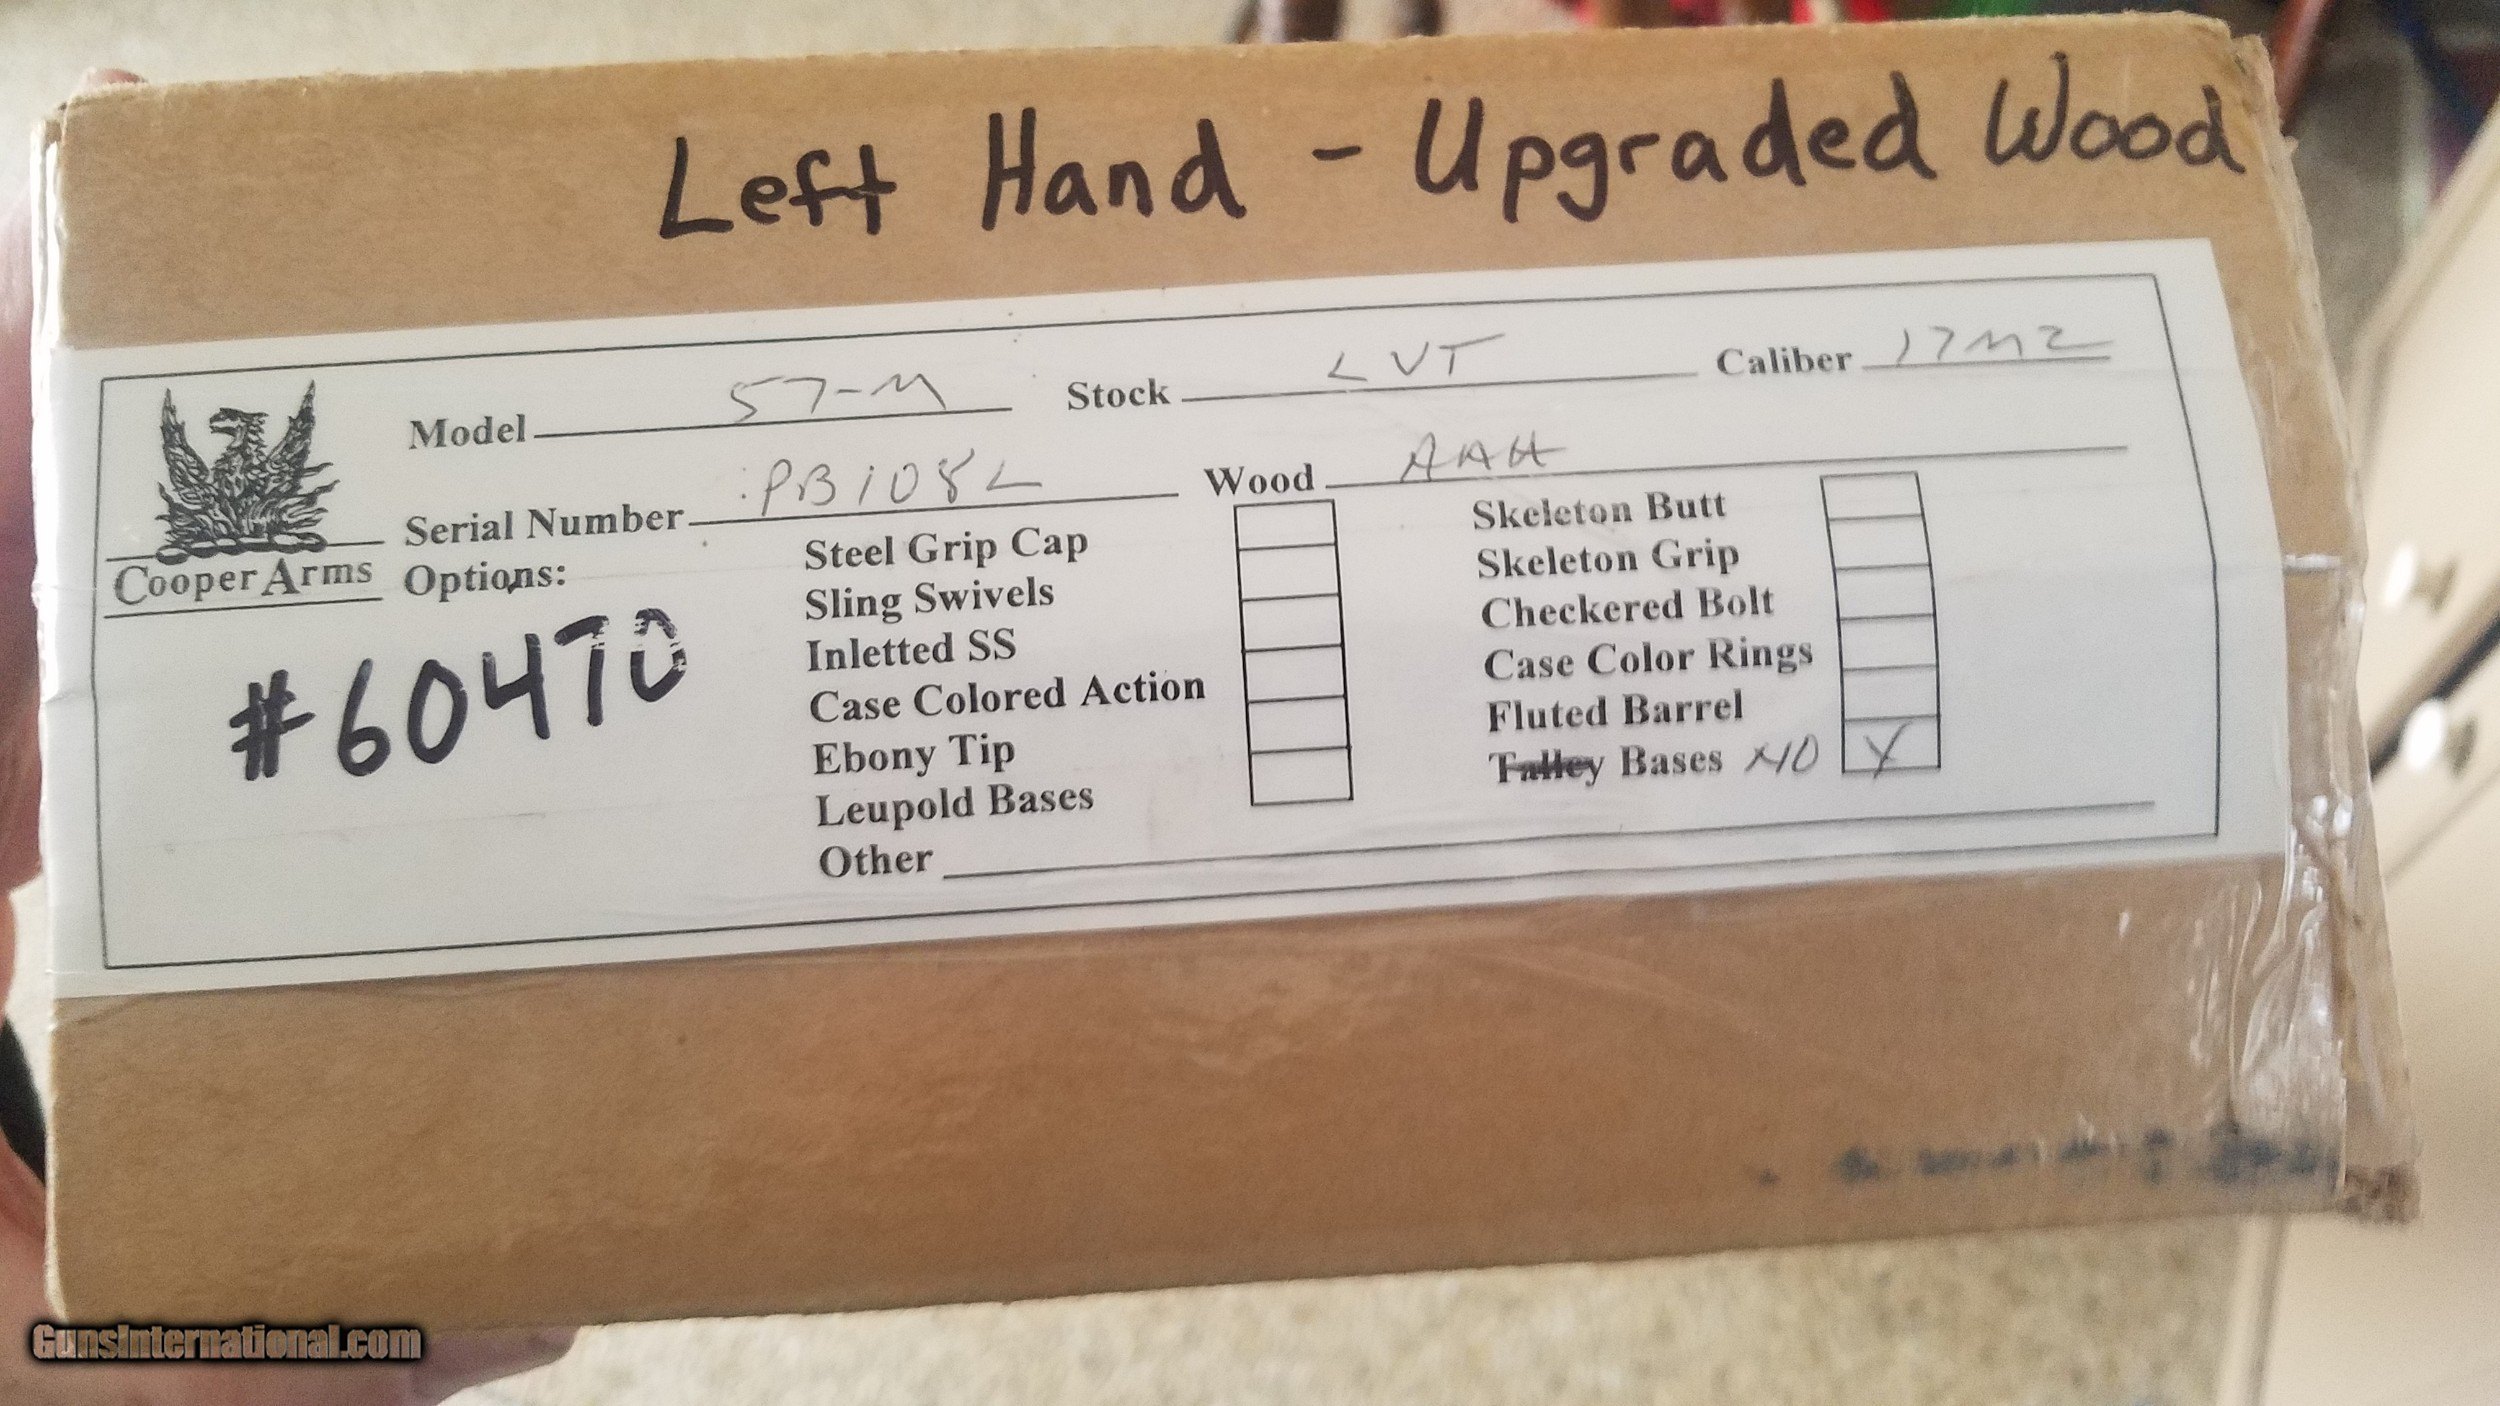 Left Hand - Upgraded Wood
Model 57-M Stock LVT Caliber 17M2
Serial Number PB108L Wood AAA
Cooper Arms
Options:
#60470
Steel Grip Cap
Sling Swivels
Inletted SS
Case Colored Action
Ebony Tip
Leupold Bases
Other
Skeleton Butt
Skeleton Grip
Checkered Bolt
Case Color Rings
Fluted Barrel
Talley Bases X
GunsInternational.com